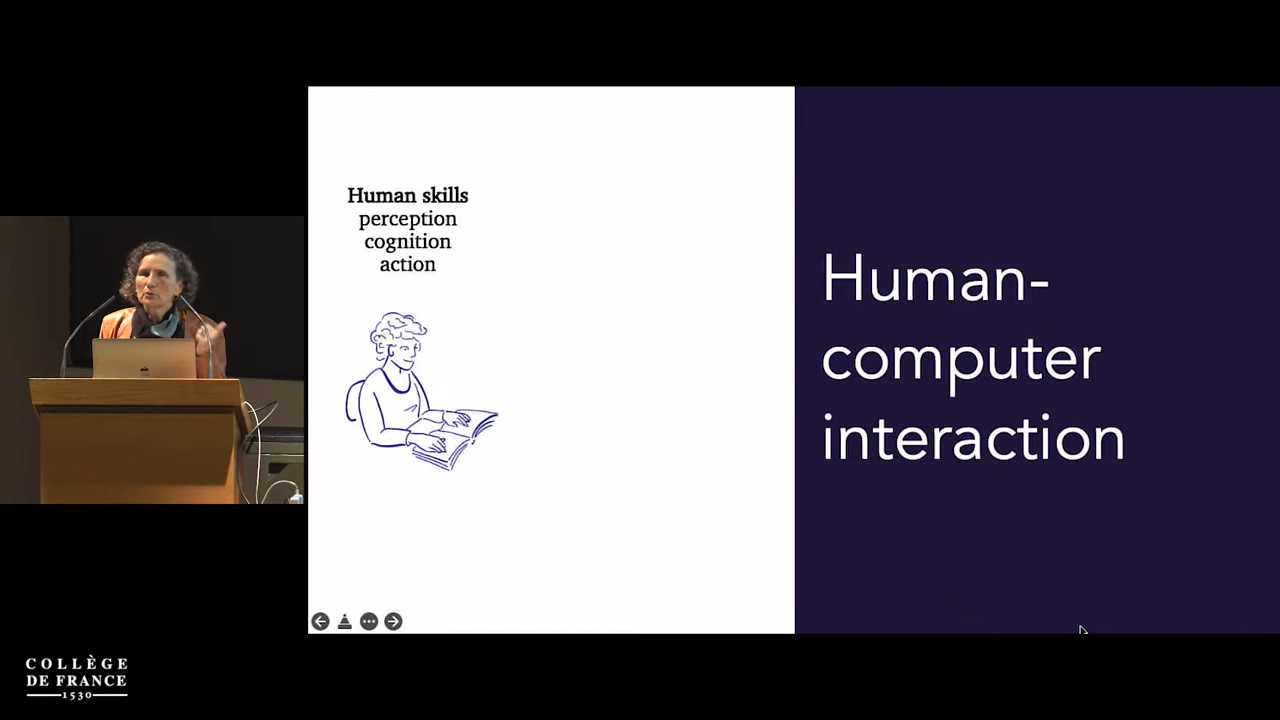 Human skills
perception
cognition
action
Human-
computer
interaction
COLLÈGE
DE FRANCE
1530